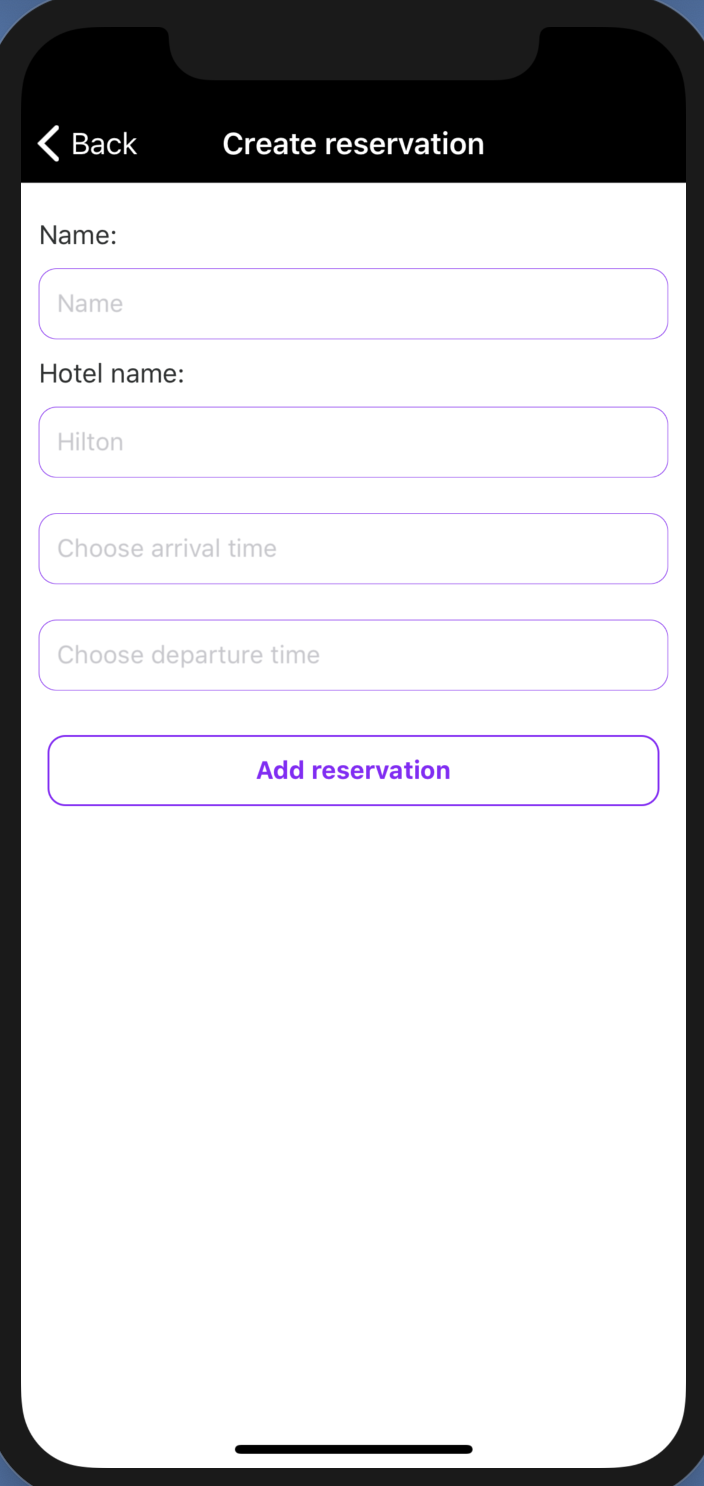 Back
Create reservation
Name:
Name
Hotel name:
Hilton
Choose arrival time
Choose departure time
Add reservation